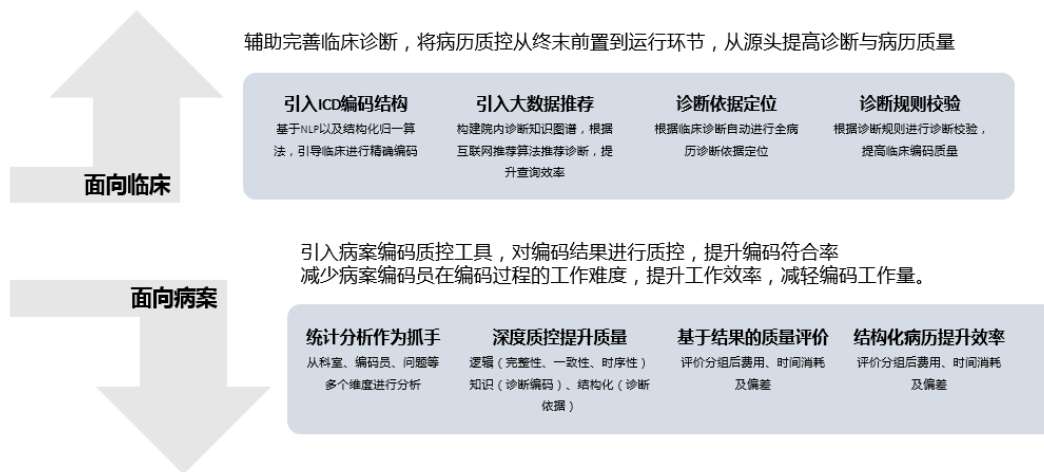 辅助完善临床诊断，将病历质控从终末前置到运行环节，从源头提高诊断与病历质量
引入ICD编码结构
基于NLP以及结构化归一算
法，引导临床进行精确编码
引入大数据推荐
构建院内诊断知识图谱，根据
互联网推荐算法推荐诊断，提
升查询效率
诊断依据定位
根据临床诊断自动进行全病
历诊断依据定位
诊断规则校验
根据诊断规则进行诊断校验，
提高临床编码质量
面向临床
引入病案编码质控工具，对编码结果进行质控，提升编码符合率
减少病案编码员在编码过程的工作难度，提升工作效率，减轻编码工作量。
面向病案
统计分析作为抓手
从科室、编码员、问题等
多个维度进行分析
深度质控提升质量
逻辑（完整性、一致性、时序性）
知识（诊断编码）、结构化（诊断
依据）
基于结果的质量评价
评价分组后费用、时间消耗
及偏差
结构化病历提升效率
评价分组后费用、时间消耗
及偏差